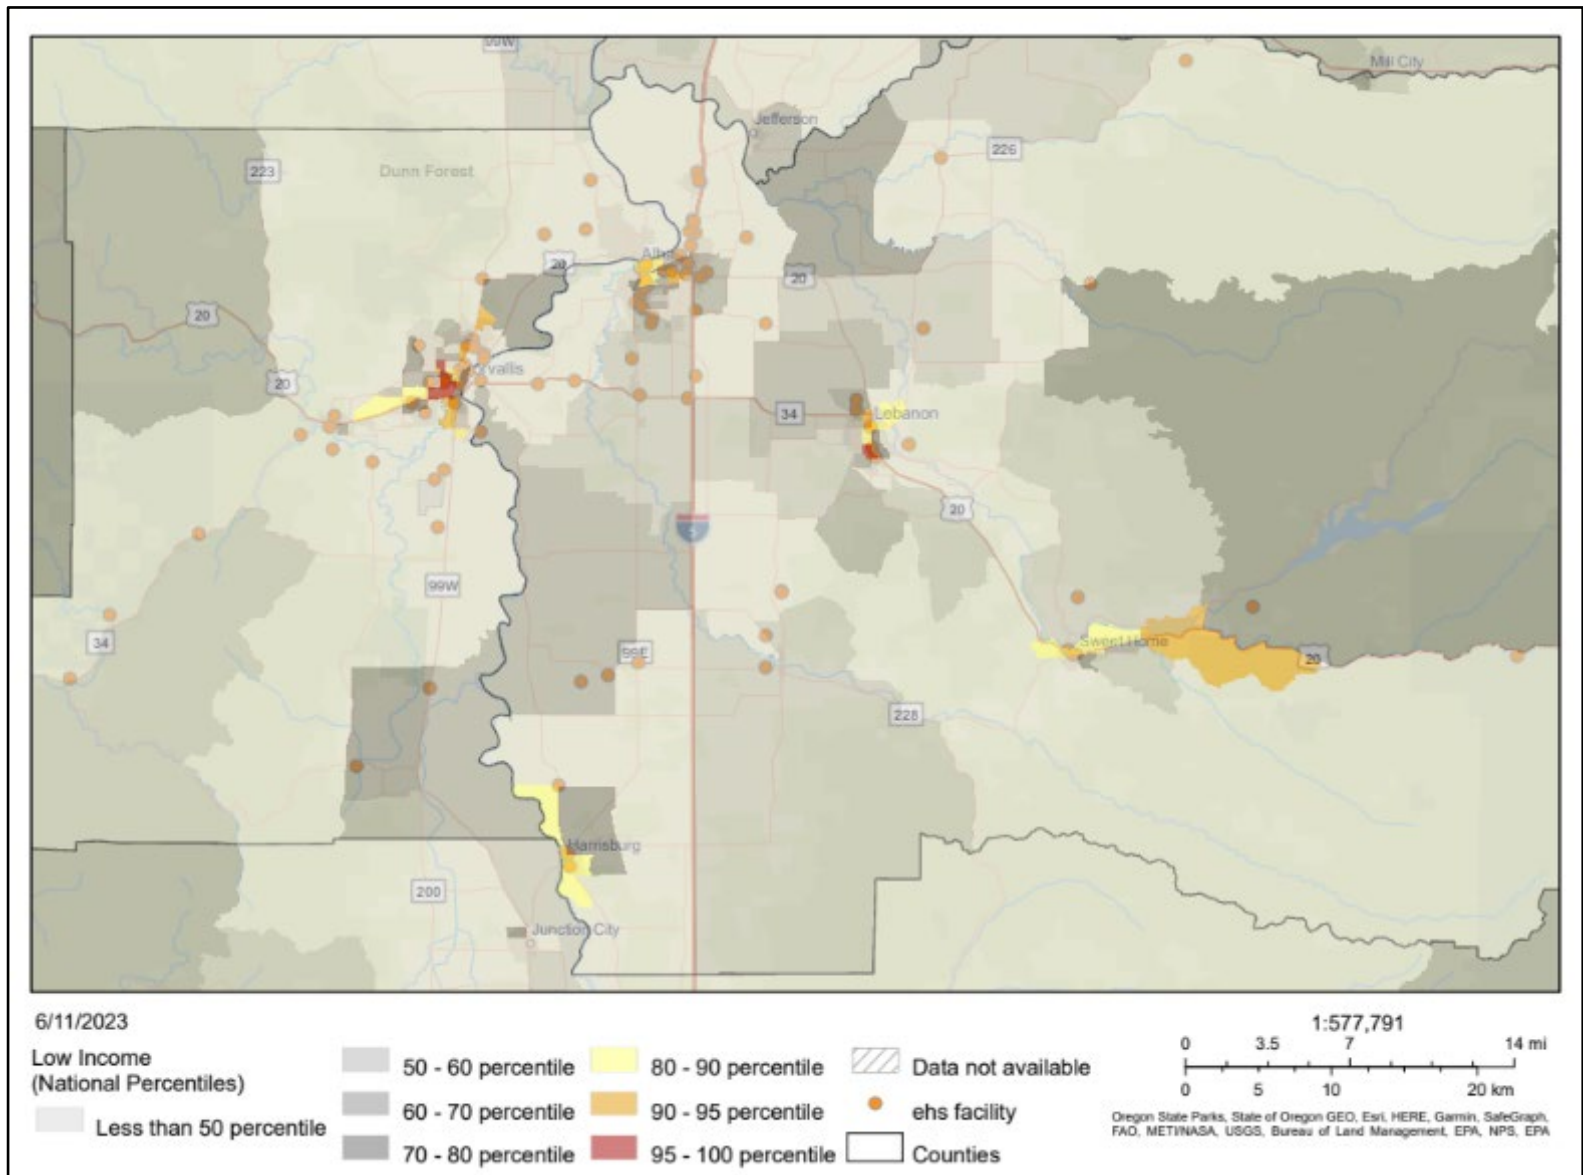 99W
Mill City
Jefferson
226
223
Dunn Forest
20
20
20
20
34
Lebanon
20
5
99W
34
99E
Sweet Home
20
228
Harrisburg
200
Junction City
6/11/2023
Low Income
(National Percentiles)
Less than 50 percentile
50 - 60 percentile
60 - 70 percentile
70 - 80 percentile
80 - 90 percentile
90 - 95 percentile
95 - 100 percentile
Data not available
ehs facility
Counties
1:577,791
0 3.5 7 14 mi
0 5 10 20 km
Oregon State Parks, State of Oregon GEO, Esri, HERE, Garmin, SafeGraph,
FAO, METI/NASA, USGS, Bureau of Land Management, EPA, NPS, EPA